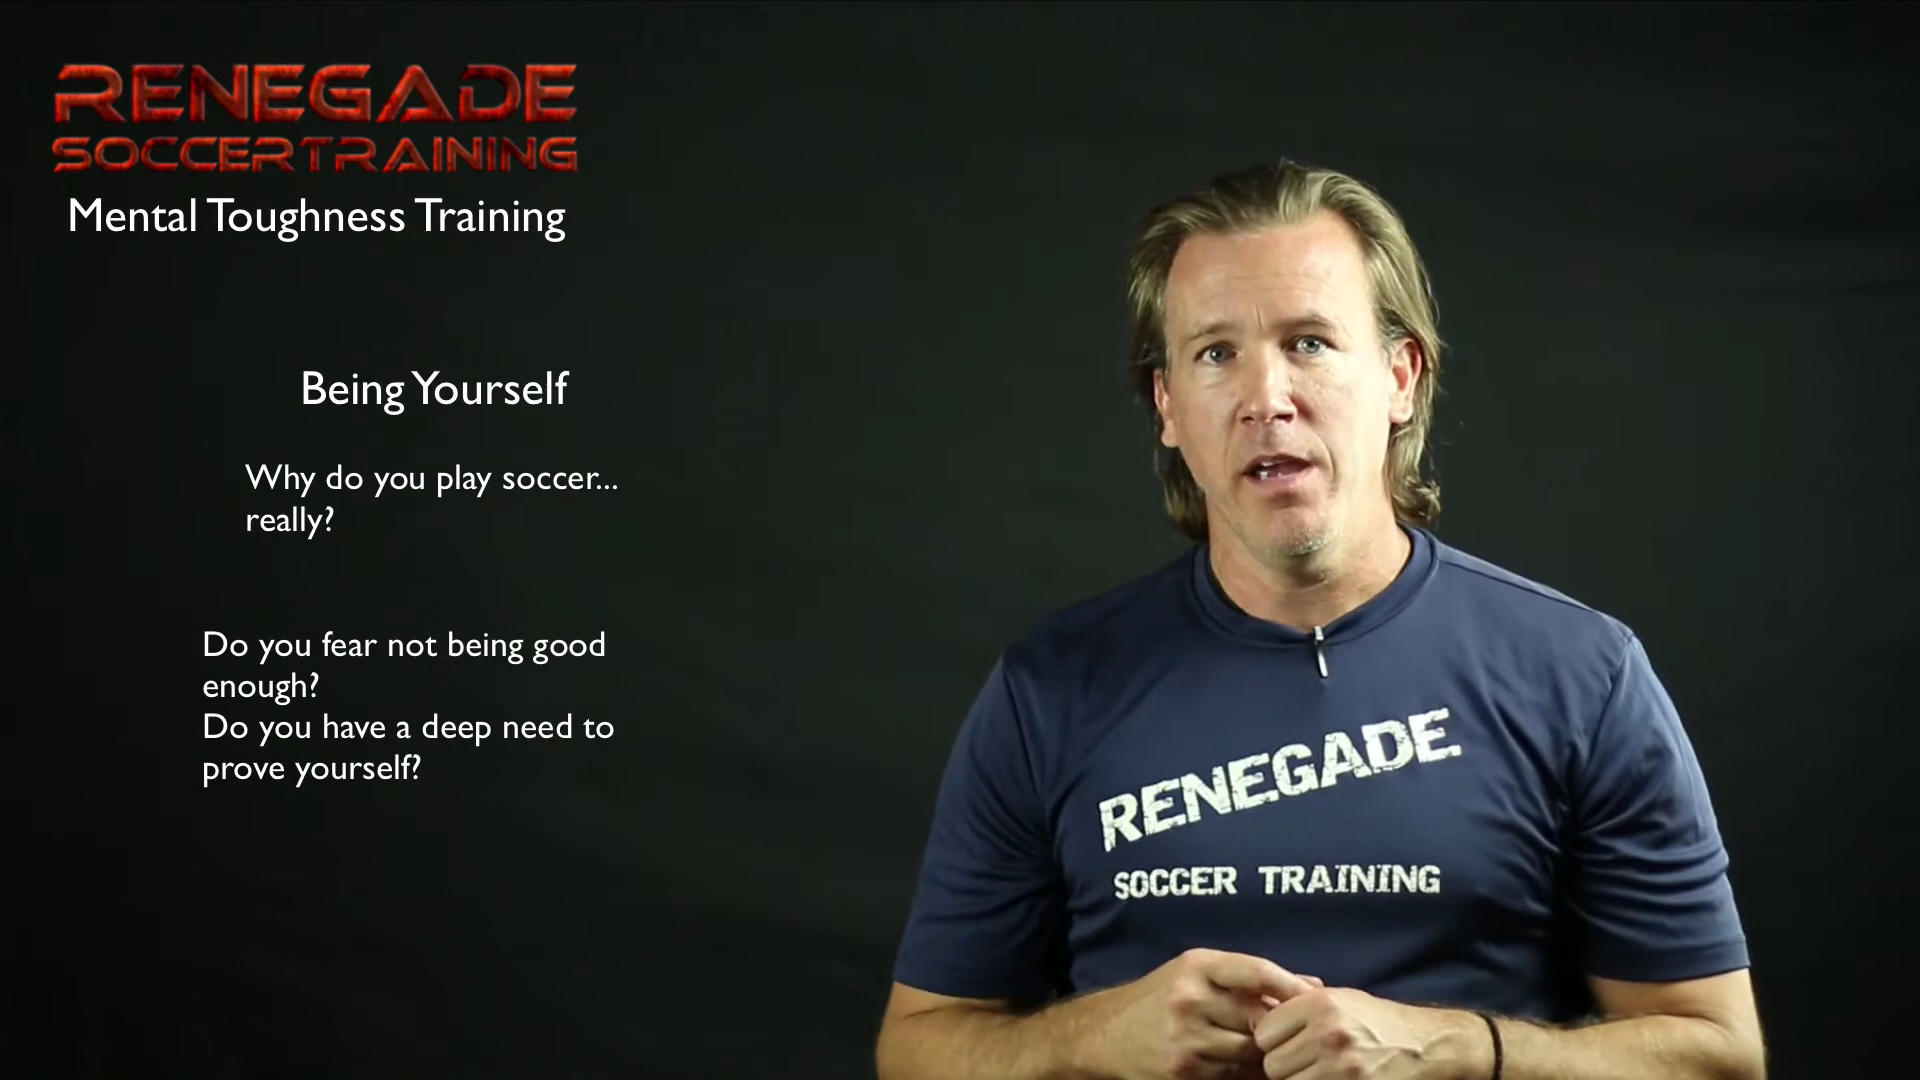 RENEGADE
SOCCERTRAINING
Mental Toughness Training
Being Yourself
Why do you play soccer...
really?
Do you fear not being good
enough?
Do you have a deep need to
prove yourself?
RENEGADE
SOCCER TRAINING